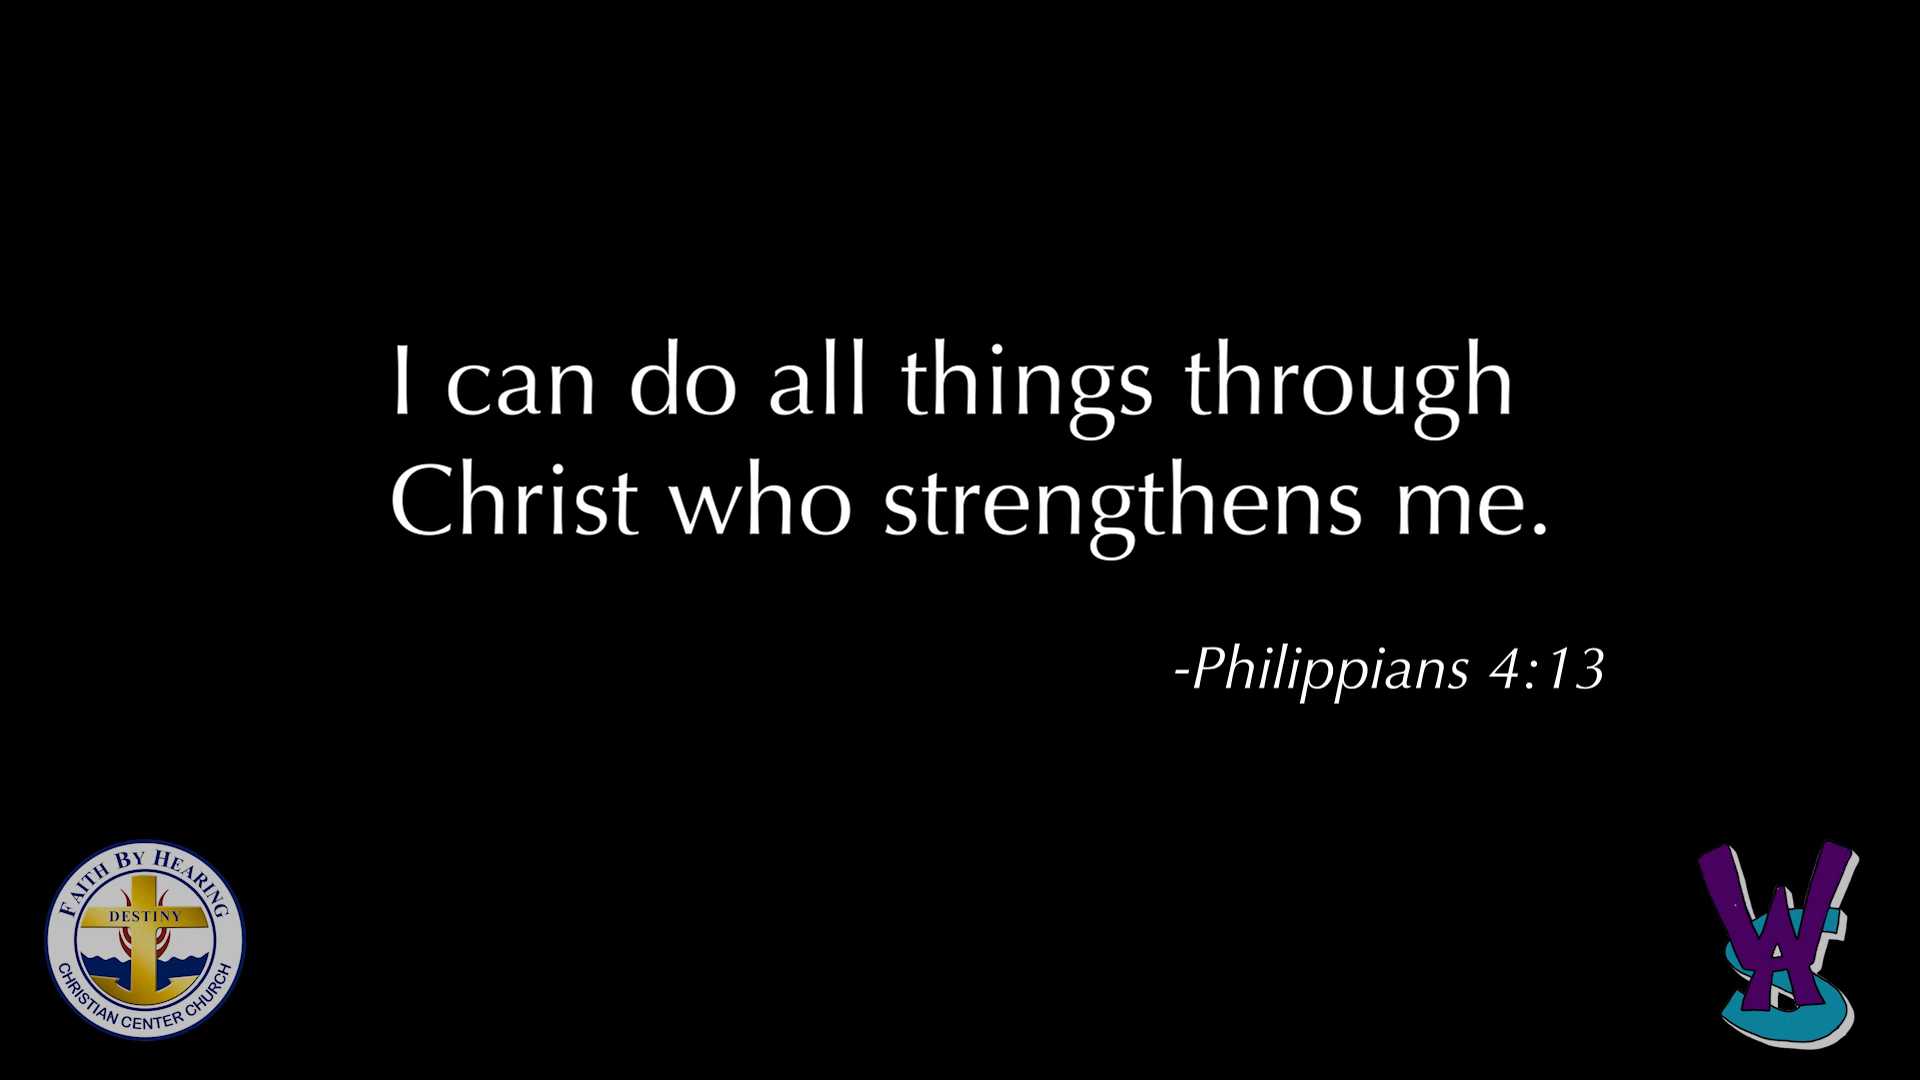 I can do all things through
Christ who strengthens me.
-Philippians 4:13
FAITH BY HEARING
DESTINY
CHRISTIAN CENTER CHURCH
WAS